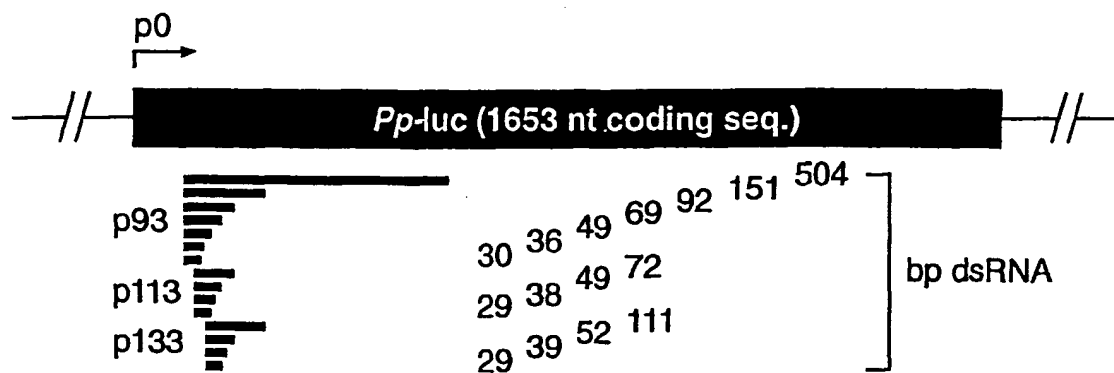 p0
Pp-luc (1653 nt coding seq.)
p93
30 36 49 69 92 151 504
p113
29 38 49 72
p133
29 39 52 111
bp dsRNA